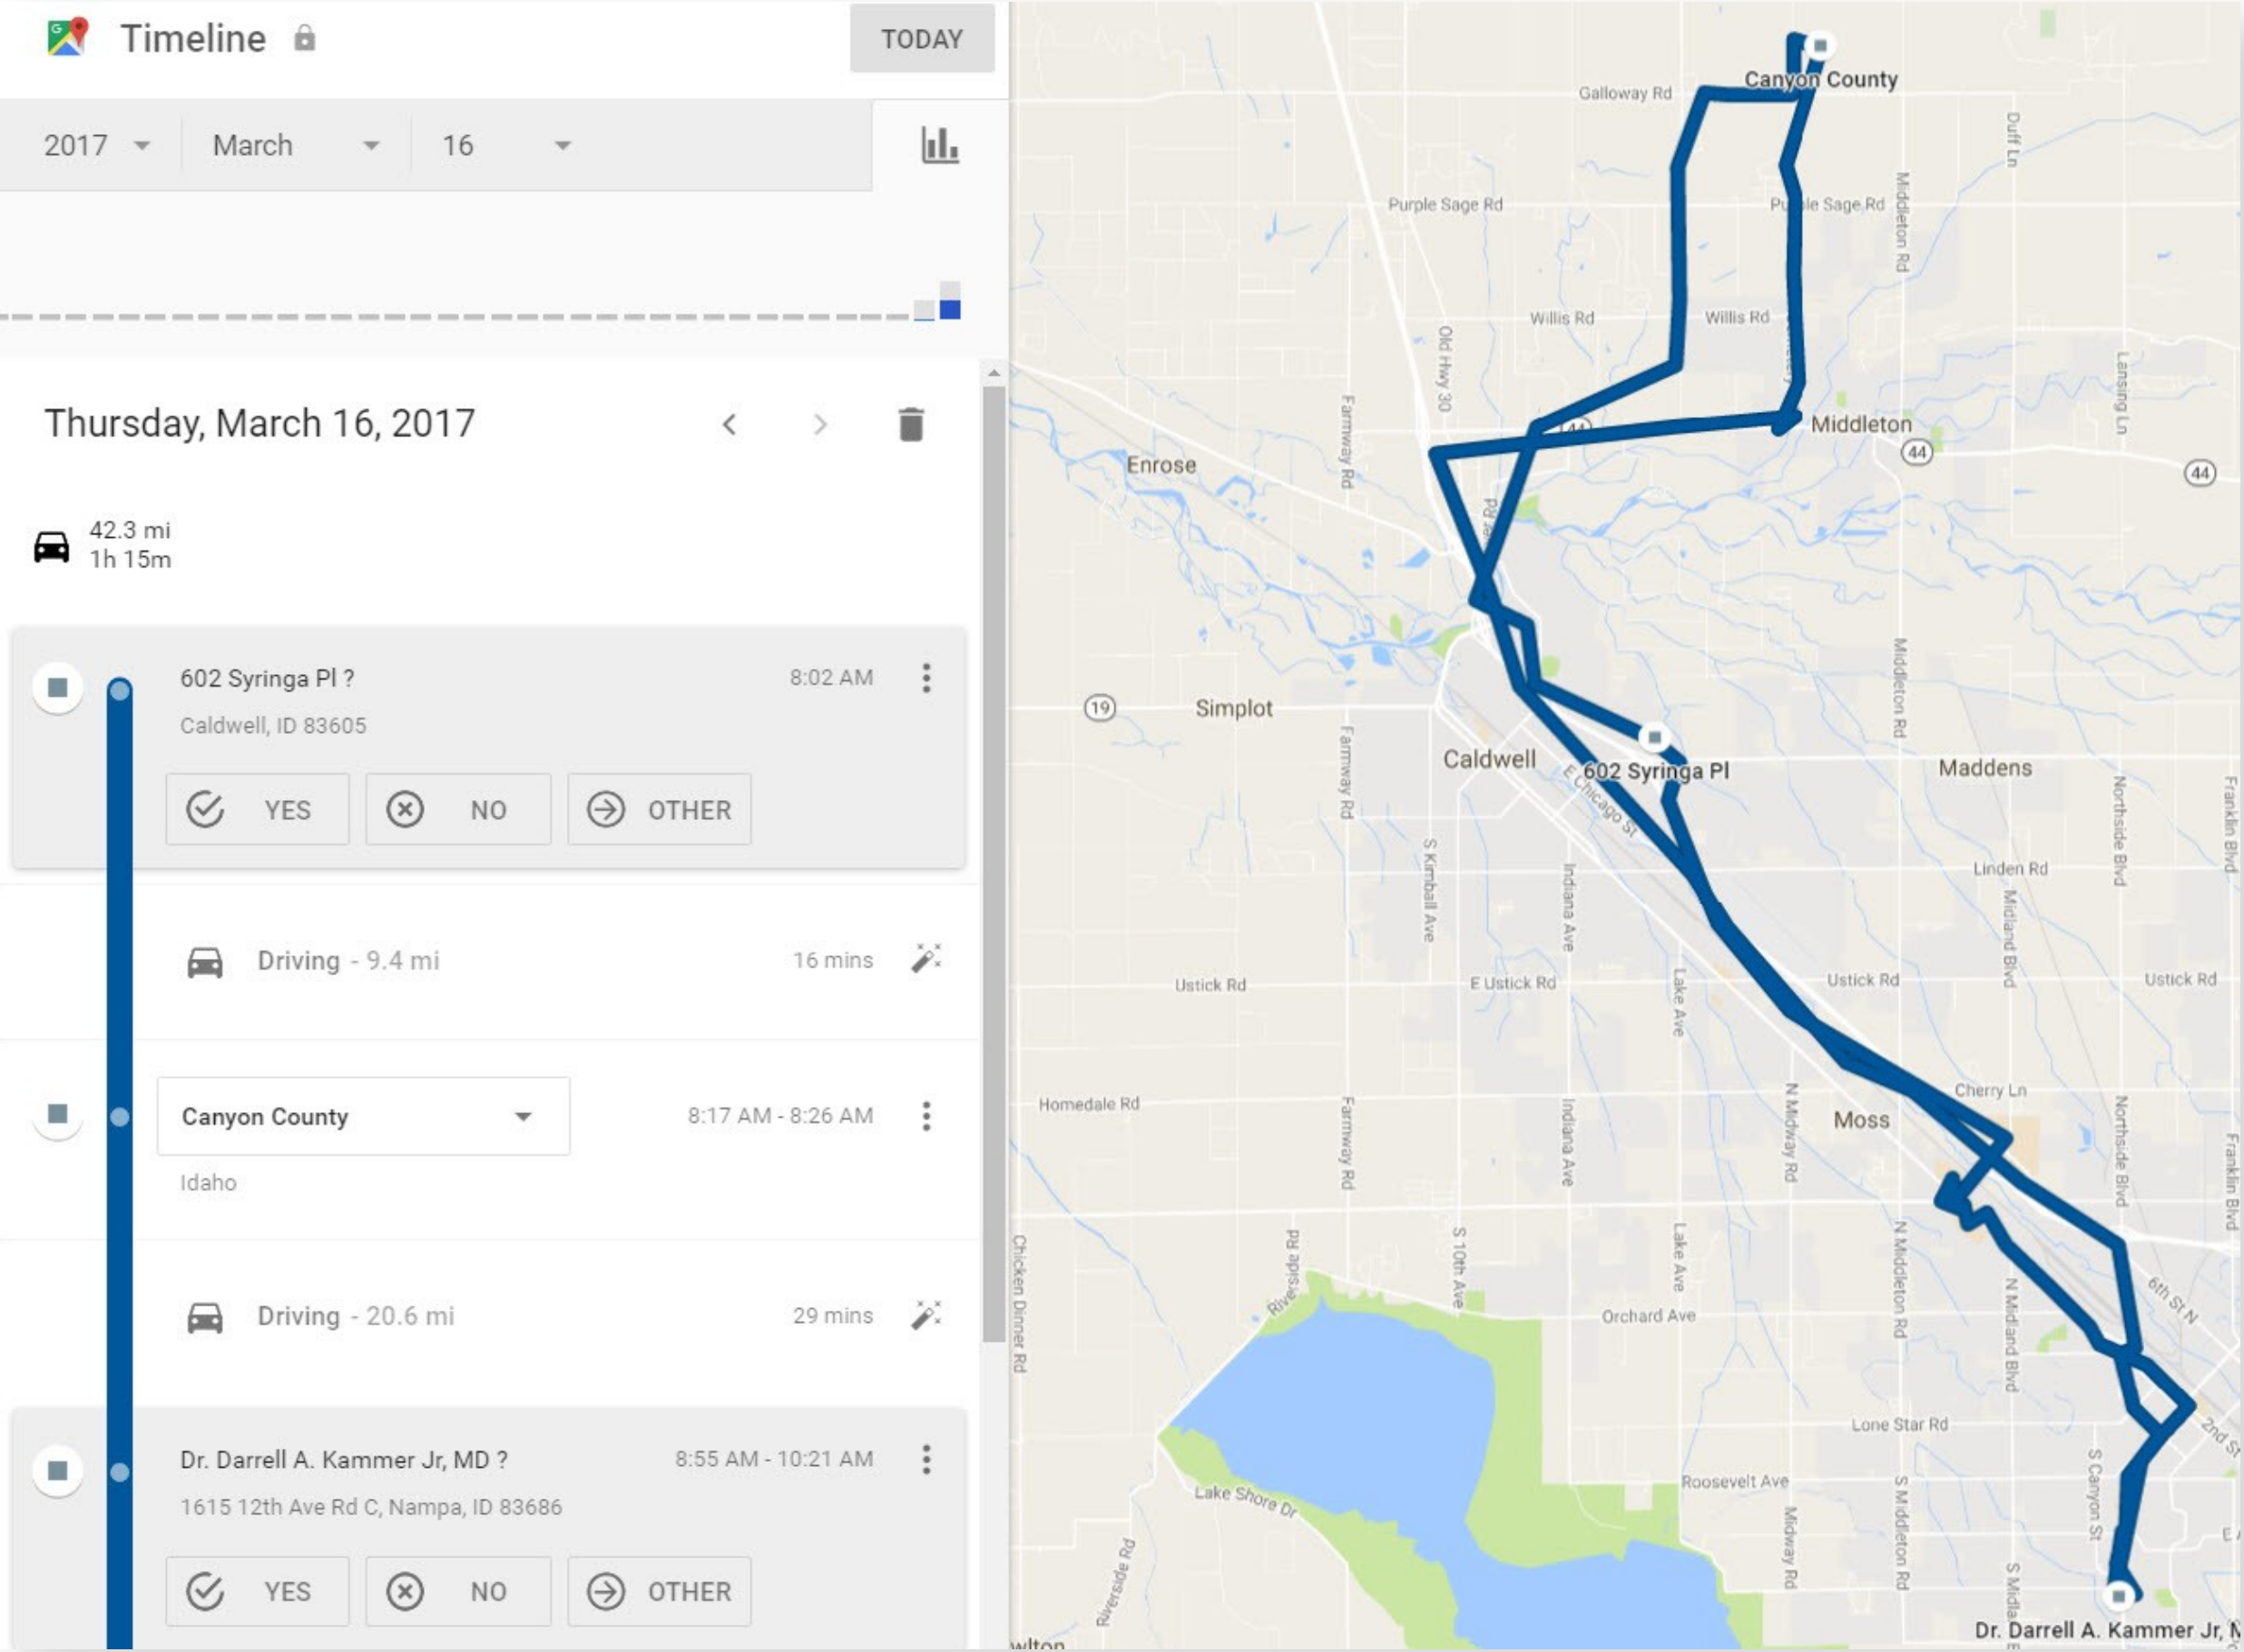 Timeline
TODAY
2017
March
16
Thursday, March 16, 2017
42.3 mi
1h 15m
602 Syringa Pl ?
8:02 AM
Caldwell, ID 83605
YES
NO
OTHER
Driving - 9.4 mi
16 mins
Canyon County
8:17 AM - 8:26 AM
Idaho
Driving - 20.6 mi
29 mins
Dr. Darrell A. Kammer Jr, MD ?
8:55 AM - 10:21 AM
1615 12th Ave Rd C, Nampa, ID 83686
YES
NO
OTHER
Canyon County
Galloway Rd
Duff Ln
Purple Sage Rd
Middleton Rd
Willis Rd
Willis Rd
Old Hwy 30
Lansing Ln
Farmway Rd
Middleton
44
44
Enrose
Middleton Rd
19
Simplot
Caldwell
602 Syringa Pl
E Chicago St
Maddens
Farmway Rd
Northside Blvd
Franklin Blvd
S Kimball Ave
Indiana Ave
Linden Rd
Midland Blvd
Ustick Rd
E Ustick Rd
Lake Ave
Ustick Rd
Ustick Rd
Homedale Rd
Farmway Rd
Indiana Ave
N Midway Rd
Moss
Cherry Ln
Northside Blvd
Franklin Blvd
Chicken Dinner Rd
Riverside Rd
S 10th Ave
Lake Ave
N Middleton Rd
N Midland Blvd
6th St N
Orchard Ave
Lone Star Rd
2nd St
Roosevelt Ave
S Canyon St
Lake Shore Dr
Riverside Rd
Midway Rd
S Middleton Rd
Dr. Darrell A. Kammer Jr,